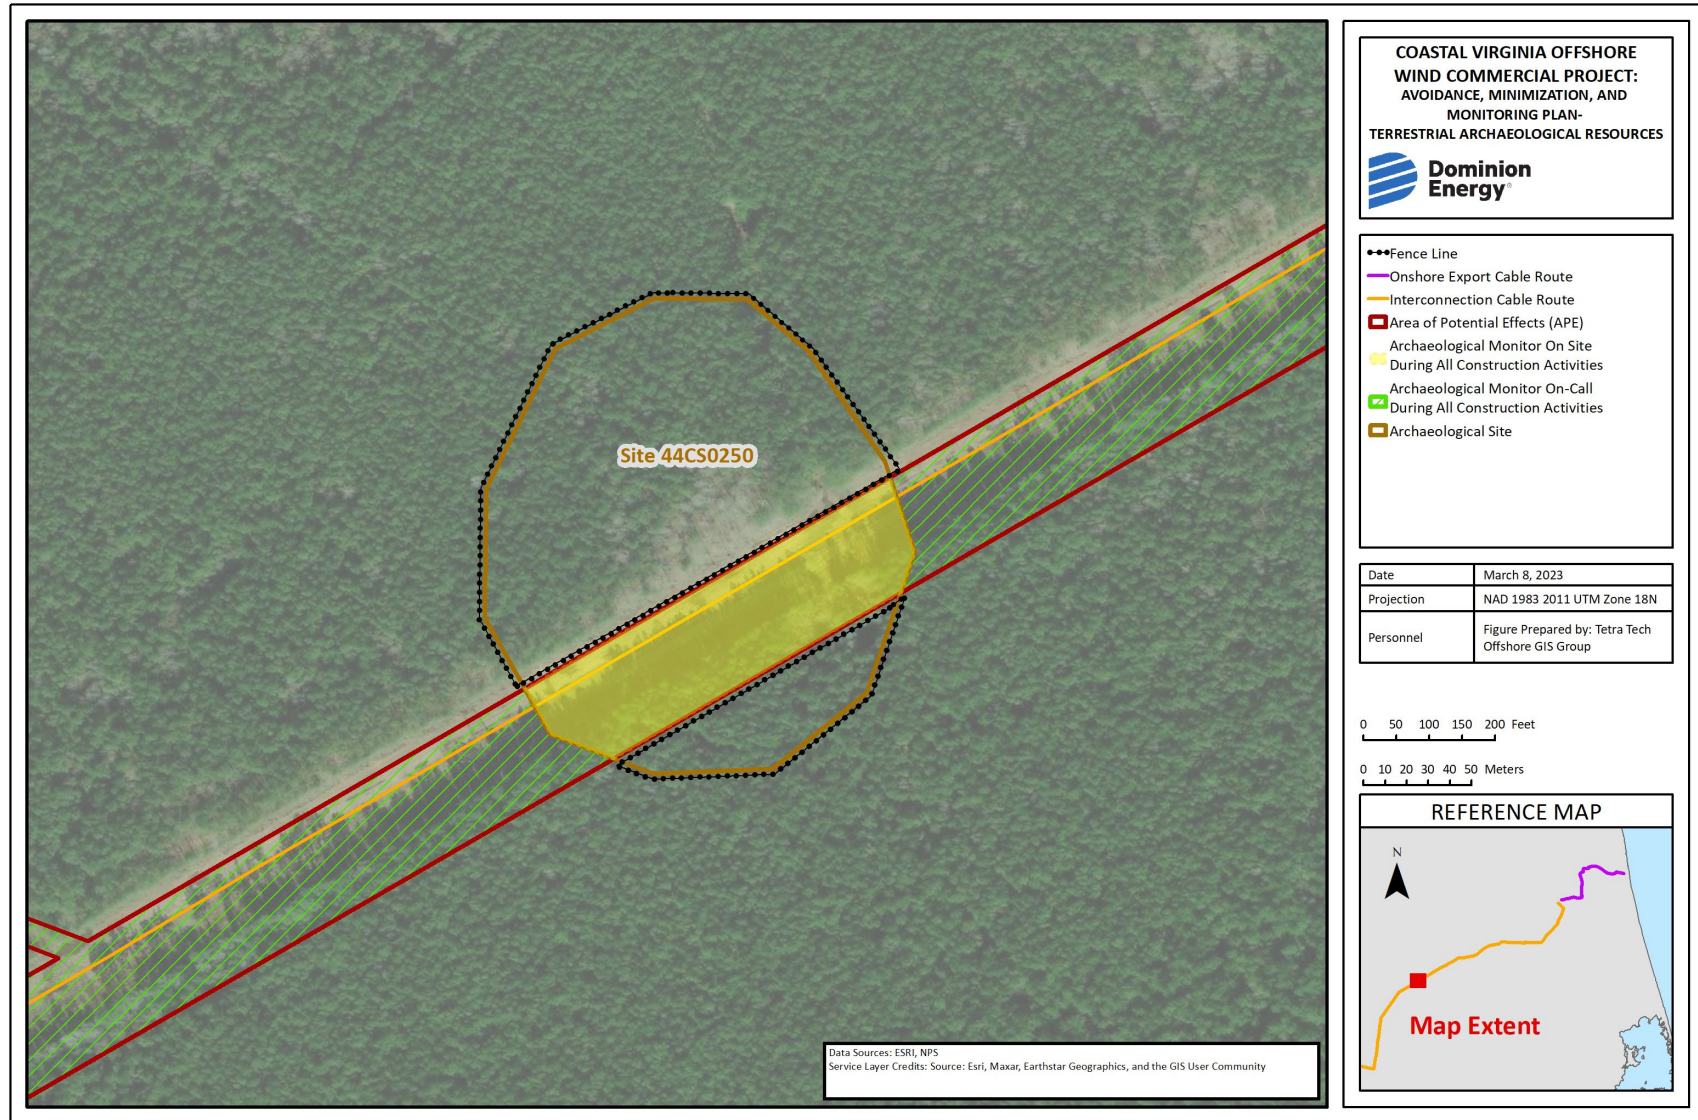 COASTAL VIRGINIA OFFSHORE
WIND COMMERCIAL PROJECT:
AVOIDANCE, MINIMIZATION, AND
MONITORING PLAN-
TERRESTRIAL ARCHAEOLOGICAL RESOURCES
Dominion
Energy®
Fence Line
Onshore Export Cable Route
Interconnection Cable Route
Area of Potential Effects (APE)
Archaeological Monitor On Site
During All Construction Activities
Archaeological Monitor On-Call
During All Construction Activities
Archaeological Site
Site 44CS0250
Date March 8, 2023
Projection NAD 1983 2011 UTM Zone 18N
Personnel Figure Prepared by: Tetra Tech
Offshore GIS Group
0 50 100 150 200 Feet
0 10 20 30 40 50 Meters
REFERENCE MAP
N
Map Extent
Data Sources: ESRI, NPS
Service Layer Credits: Source: Esri, Maxar, Earthstar Geographics, and the GIS User Community